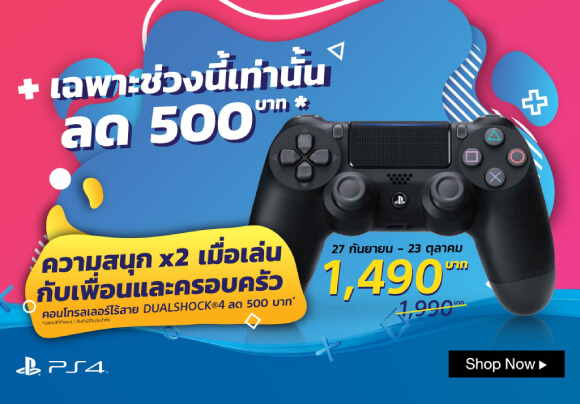 เฉพาะช่วงนี้เท่านั้น
ลด 500 บาท*
ความสนุก x2 เมื่อเล่น
กับเพื่อนและครอบครัว
คอนโทรลเลอร์ไร้สาย DUALSHOCK®4 ลด 500 บาท*
27 กันยายน - 23 ตุลาคม
1,490 บาท
1,990 บาท
PS4
Shop Now